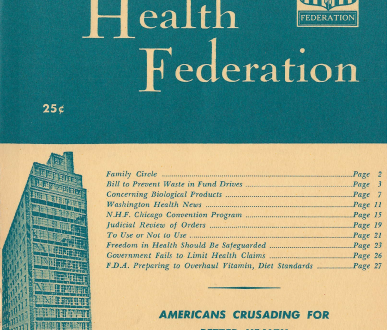 Health
FEDERATION
Federation
25¢
Family Circle ........ Page 2
Bill to Prevent Waste in Fund Drives ........ Page 3
Concerning Biological Products ........ Page 7
Washington Health News ........ Page 11
N.H.F. Chicago Convention Program ........ Page 15
Judicial Review of Orders ........ Page 19
To Use or Not to Use ........ Page 21
Freedom in Health Should Be Safeguarded ........ Page 23
Government Fails to Limit Health Claims ........ Page 26
F.D.A. Preparing to Overhaul Vitamin, Diet Standards ........ Page 27
AMERICANS CRUSADING FOR
BETTER HEALTH